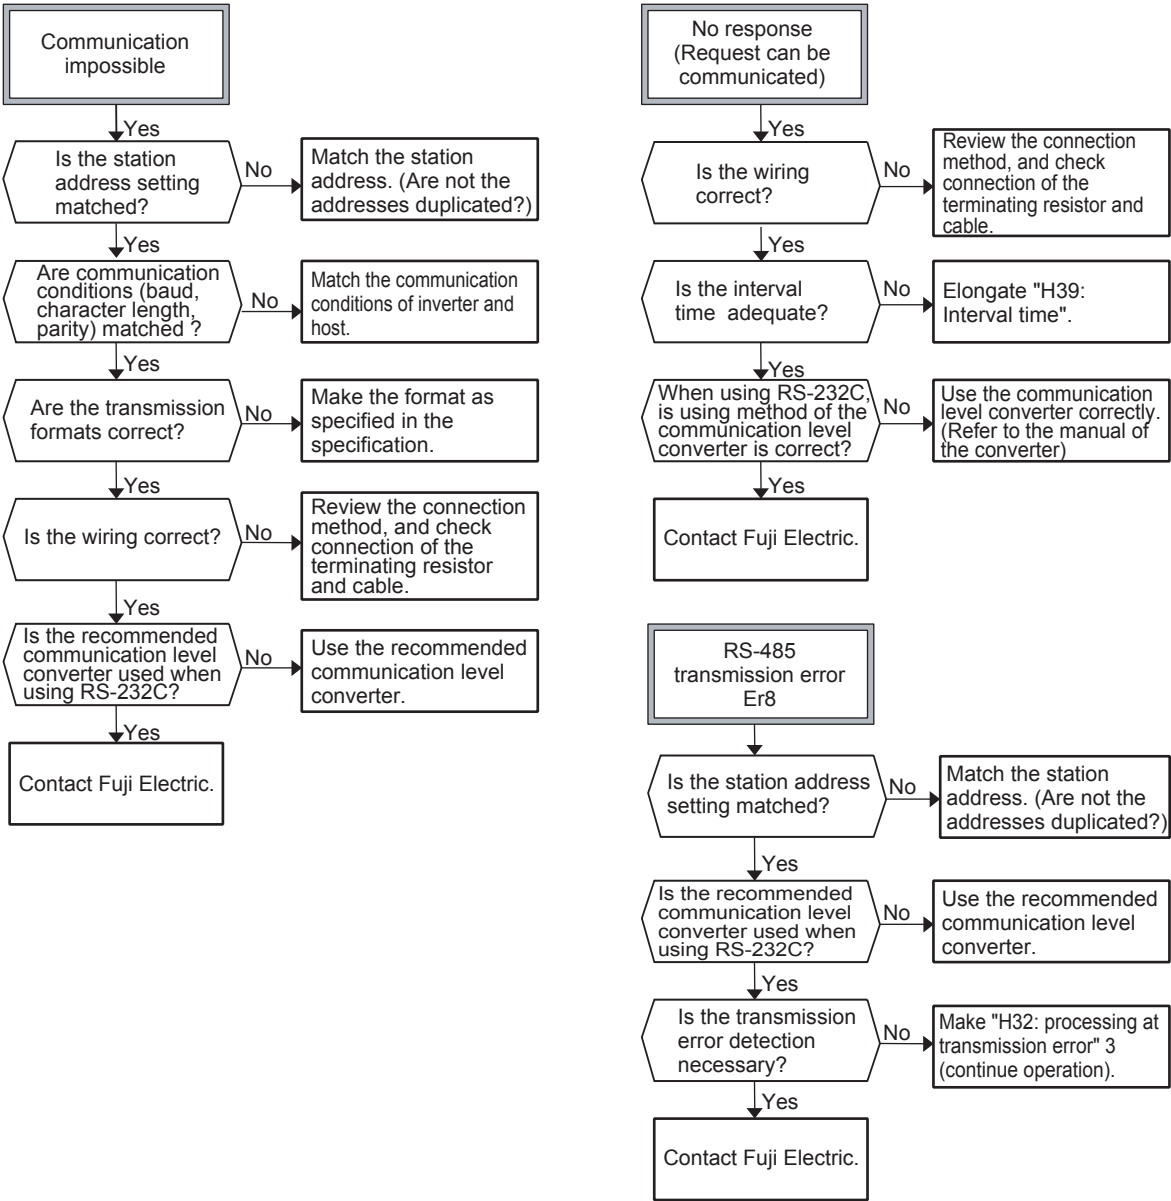 Communication
impossible
Yes
Is the station
address setting
matched?
No
Match the station
address. (Are not the
addresses duplicated?)
Yes
Are communication
conditions (baud,
character length,
parity) matched ?
No
Match the communication
conditions of inverter and
host.
Yes
Are the transmission
formats correct?
No
Make the format as
specified in the
specification.
Yes
Is the wiring correct?
No
Review the connection
method, and check
connection of the
terminating resistor
and cable.
Yes
Is the recommended
communication level
converter used when
using RS-232C?
No
Use the recommended
communication level
converter.
Yes
Contact Fuji Electric.
No response
(Request can be
communicated)
Yes
Is the wiring
correct?
No
Review the connection
method, and check
connection of the
terminating resistor and
cable.
Yes
Is the interval
time adequate?
No
Elongate "H39:
Interval time".
Yes
When using RS-232C,
is using method of the
communication level
converter is correct?
No
Use the communication
level converter correctly.
(Refer to the manual of
the converter)
Yes
Contact Fuji Electric.
RS-485
transmission error
Er8
Is the station address
setting matched?
No
Match the station
address. (Are not the
addresses duplicated?)
Yes
Is the recommended
communication level
converter used when
using RS-232C?
No
Use the recommended
communication level
converter.
Yes
Is the transmission
error detection
necessary?
No
Make "H32: processing at
transmission error" 3
(continue operation).
Yes
Contact Fuji Electric.